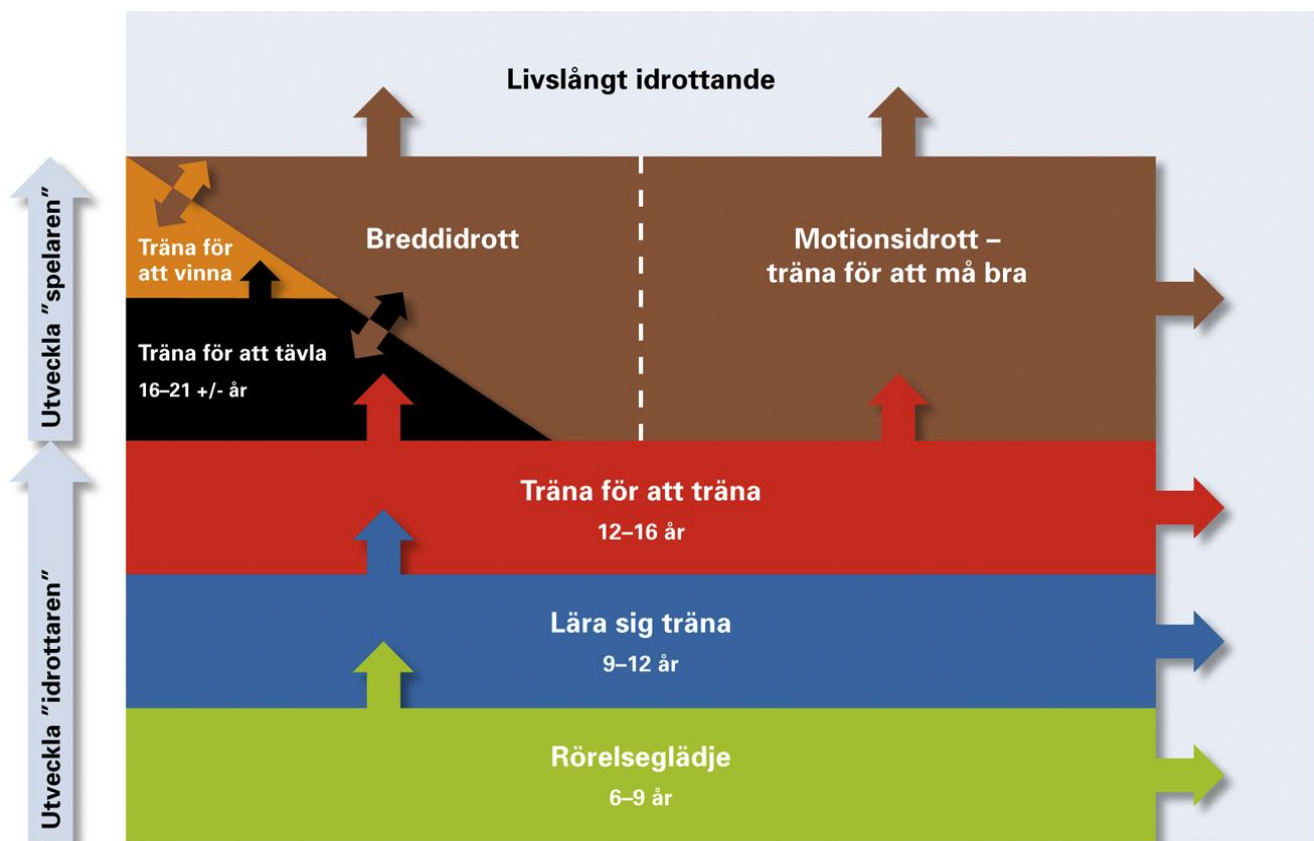 Livslångt idrottande
Utveckla ”spelaren”
Träna för
att vinna
Breddidrott
Motionsidrott –
träna för att må bra
Träna för att tävla
16–21 +/- år
Utveckla ”idrottaren”
Träna för att träna
12–16 år
Lära sig träna
9–12 år
Rörelseglädje
6–9 år